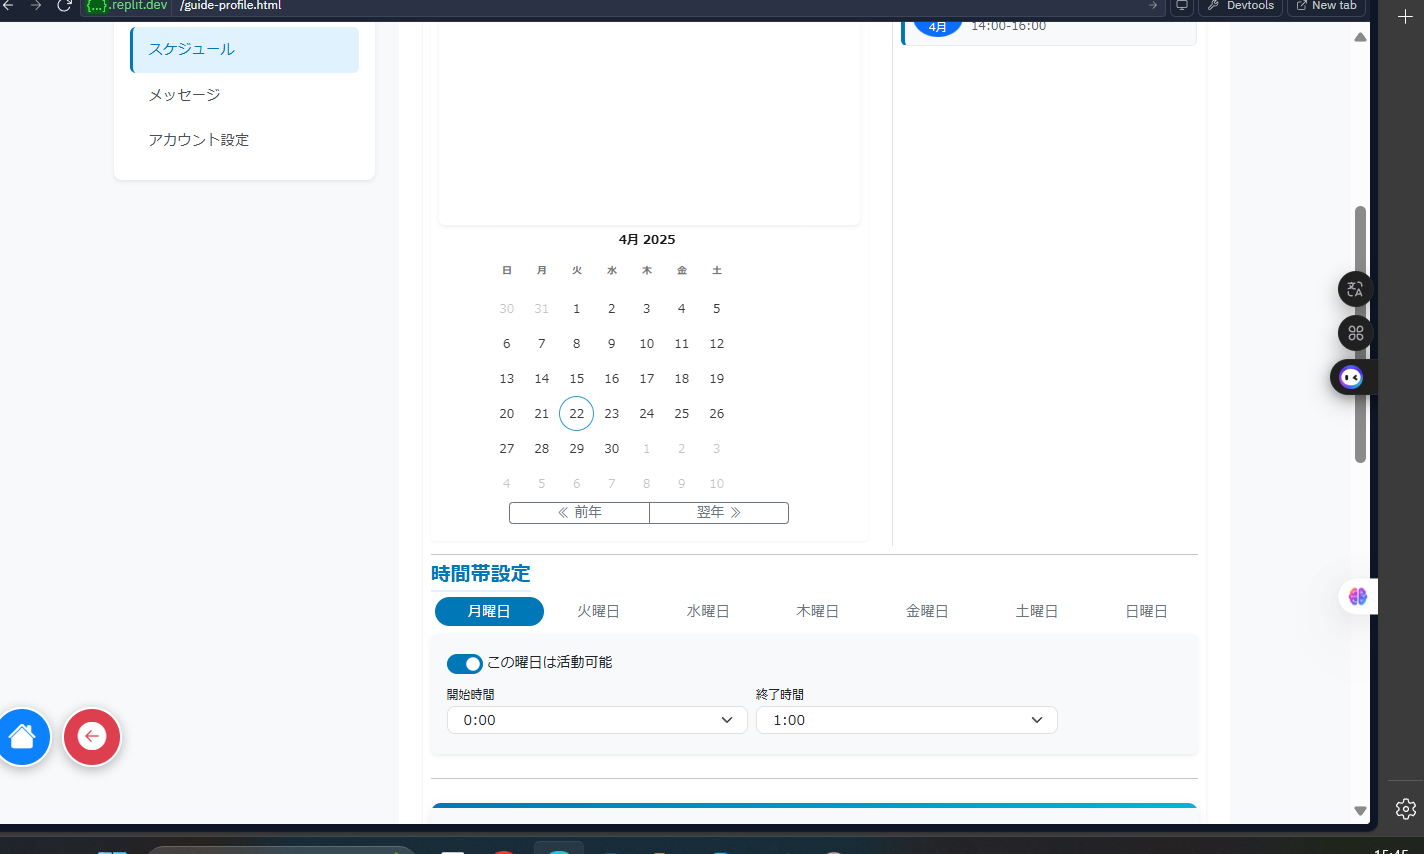 {...}.replit.dev /guide-profile.html
Devtools
New tab
スケジュール
メッセージ
アカウント設定
4月
14:00-16:00
4月 2025
日 月 火 水 木 金 土
30 31 1 2 3 4 5
6 7 8 9 10 11 12
13 14 15 16 17 18 19
20 21 22 23 24 25 26
27 28 29 30 1 2 3
4 5 6 7 8 9 10
≪ 前年 翌年 ≫
時間帯設定
月曜日 火曜日 水曜日 木曜日 金曜日 土曜日 日曜日
この曜日は活動可能
開始時間 終了時間
0:00 1:00